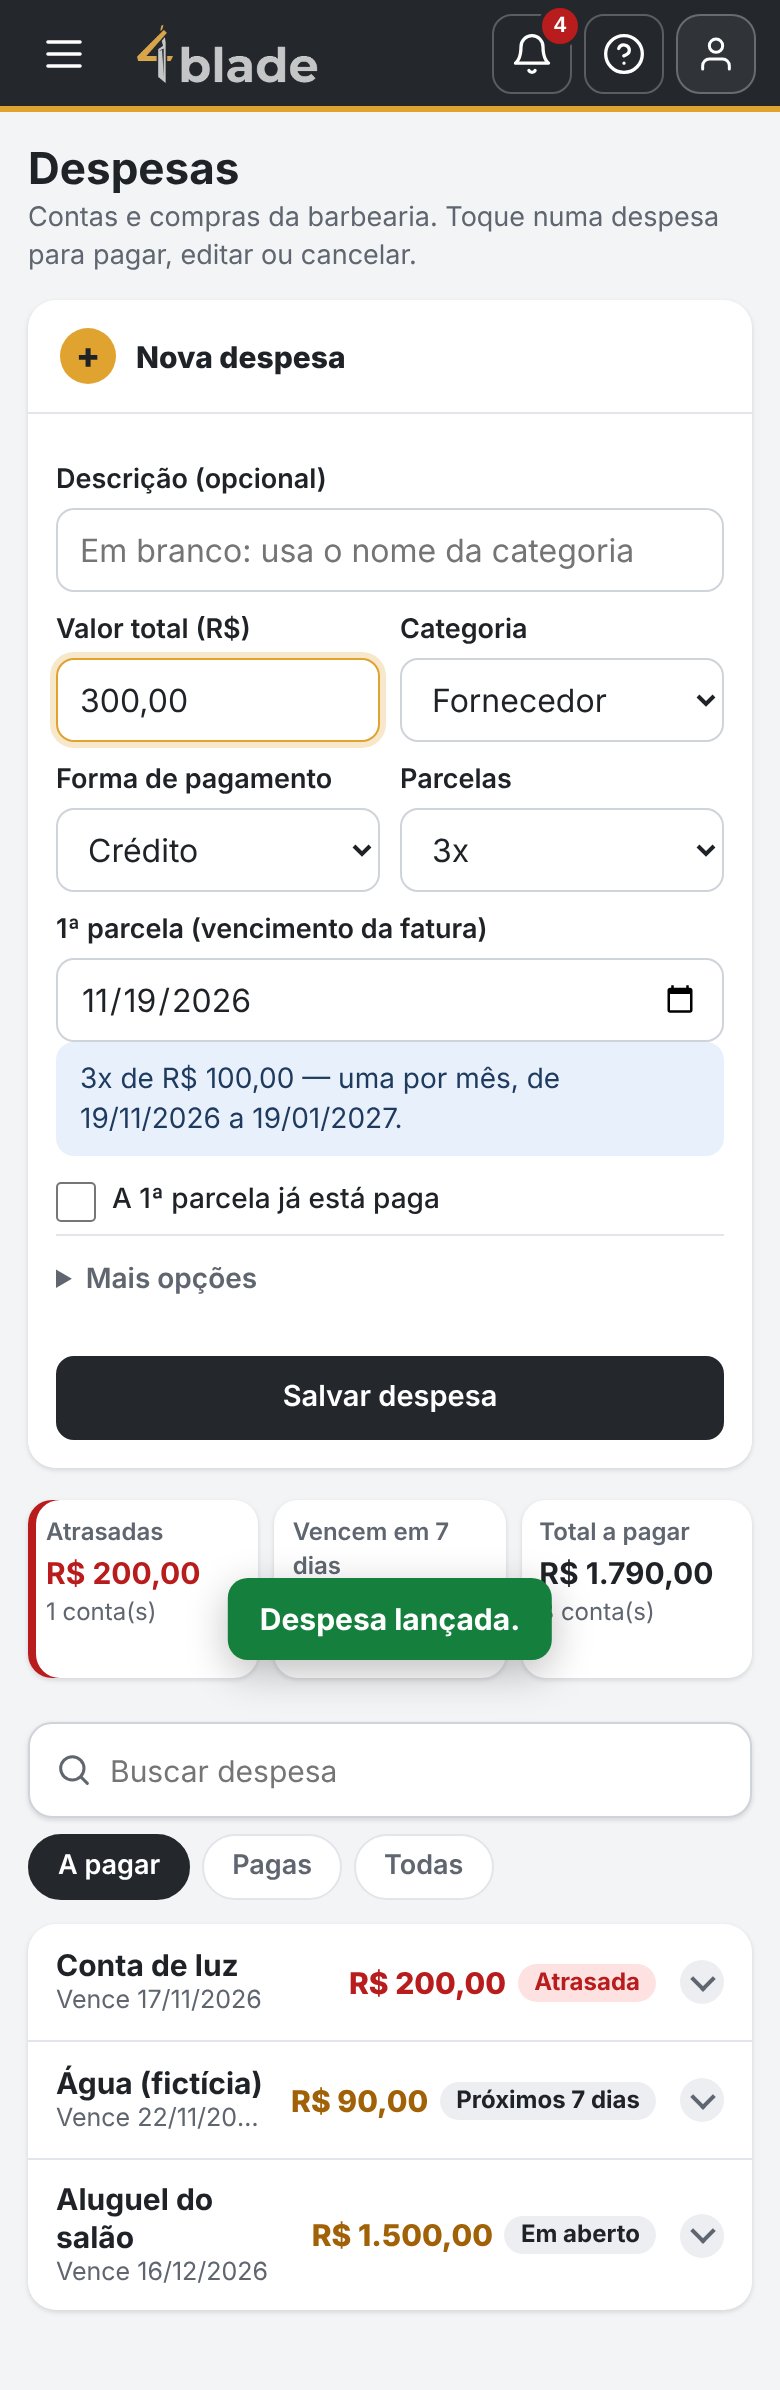 4blade
4
Despesas
Contas e compras da barbearia. Toque numa despesa
para pagar, editar ou cancelar.
+ Nova despesa
Descrição (opcional)
Em branco: usa o nome da categoria
Valor total (R$) Categoria
300,00 Fornecedor
Forma de pagamento Parcelas
Crédito 3x
1ª parcela (vencimento da fatura)
11/19/2026
3x de R$ 100,00 — uma por mês, de
19/11/2026 a 19/01/2027.
A 1ª parcela já está paga
Mais opções
Salvar despesa
Atrasadas
R$ 200,00
1 conta(s)
Vencem em 7
dias
Total a pagar
R$ 1.790,00
conta(s)
Despesa lançada.
Buscar despesa
A pagar Pagas Todas
Conta de luz
Vence 17/11/2026
R$ 200,00 Atrasada
Água (fictícia)
Vence 22/11/20...
R$ 90,00 Próximos 7 dias
Aluguel do
salão
Vence 16/12/2026
R$ 1.500,00 Em aberto